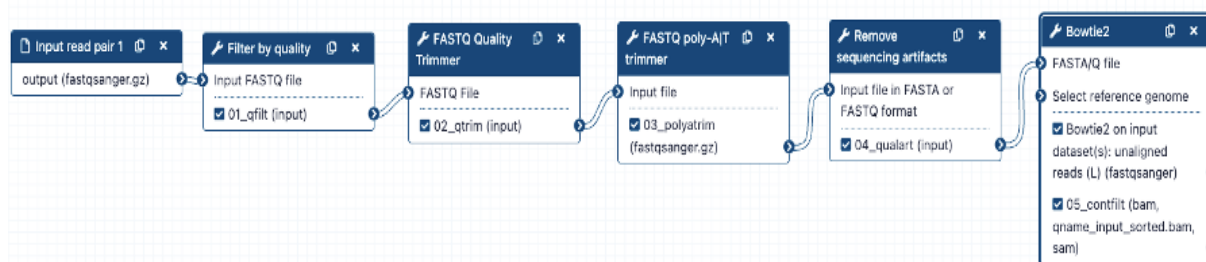 Input read pair 1
output (fastqsanger.gz)
Filter by quality
Input FASTQ file
01_qfilt (input)
FASTQ Quality
Trimmer
FASTQ File
02_qtrim (input)
FASTQ poly-A|T
trimmer
Input file
03_polyatrim
(fastqsanger.gz)
Remove
sequencing artifacts
Input file in FASTA or
FASTQ format
04_qualart (input)
Bowtie2
FASTA/Q file
Select reference genome
Bowtie2 on input
dataset(s): unaligned
reads (L) (fastqsanger)
05_contfilt (bam,
qname_input_sorted.bam,
sam)